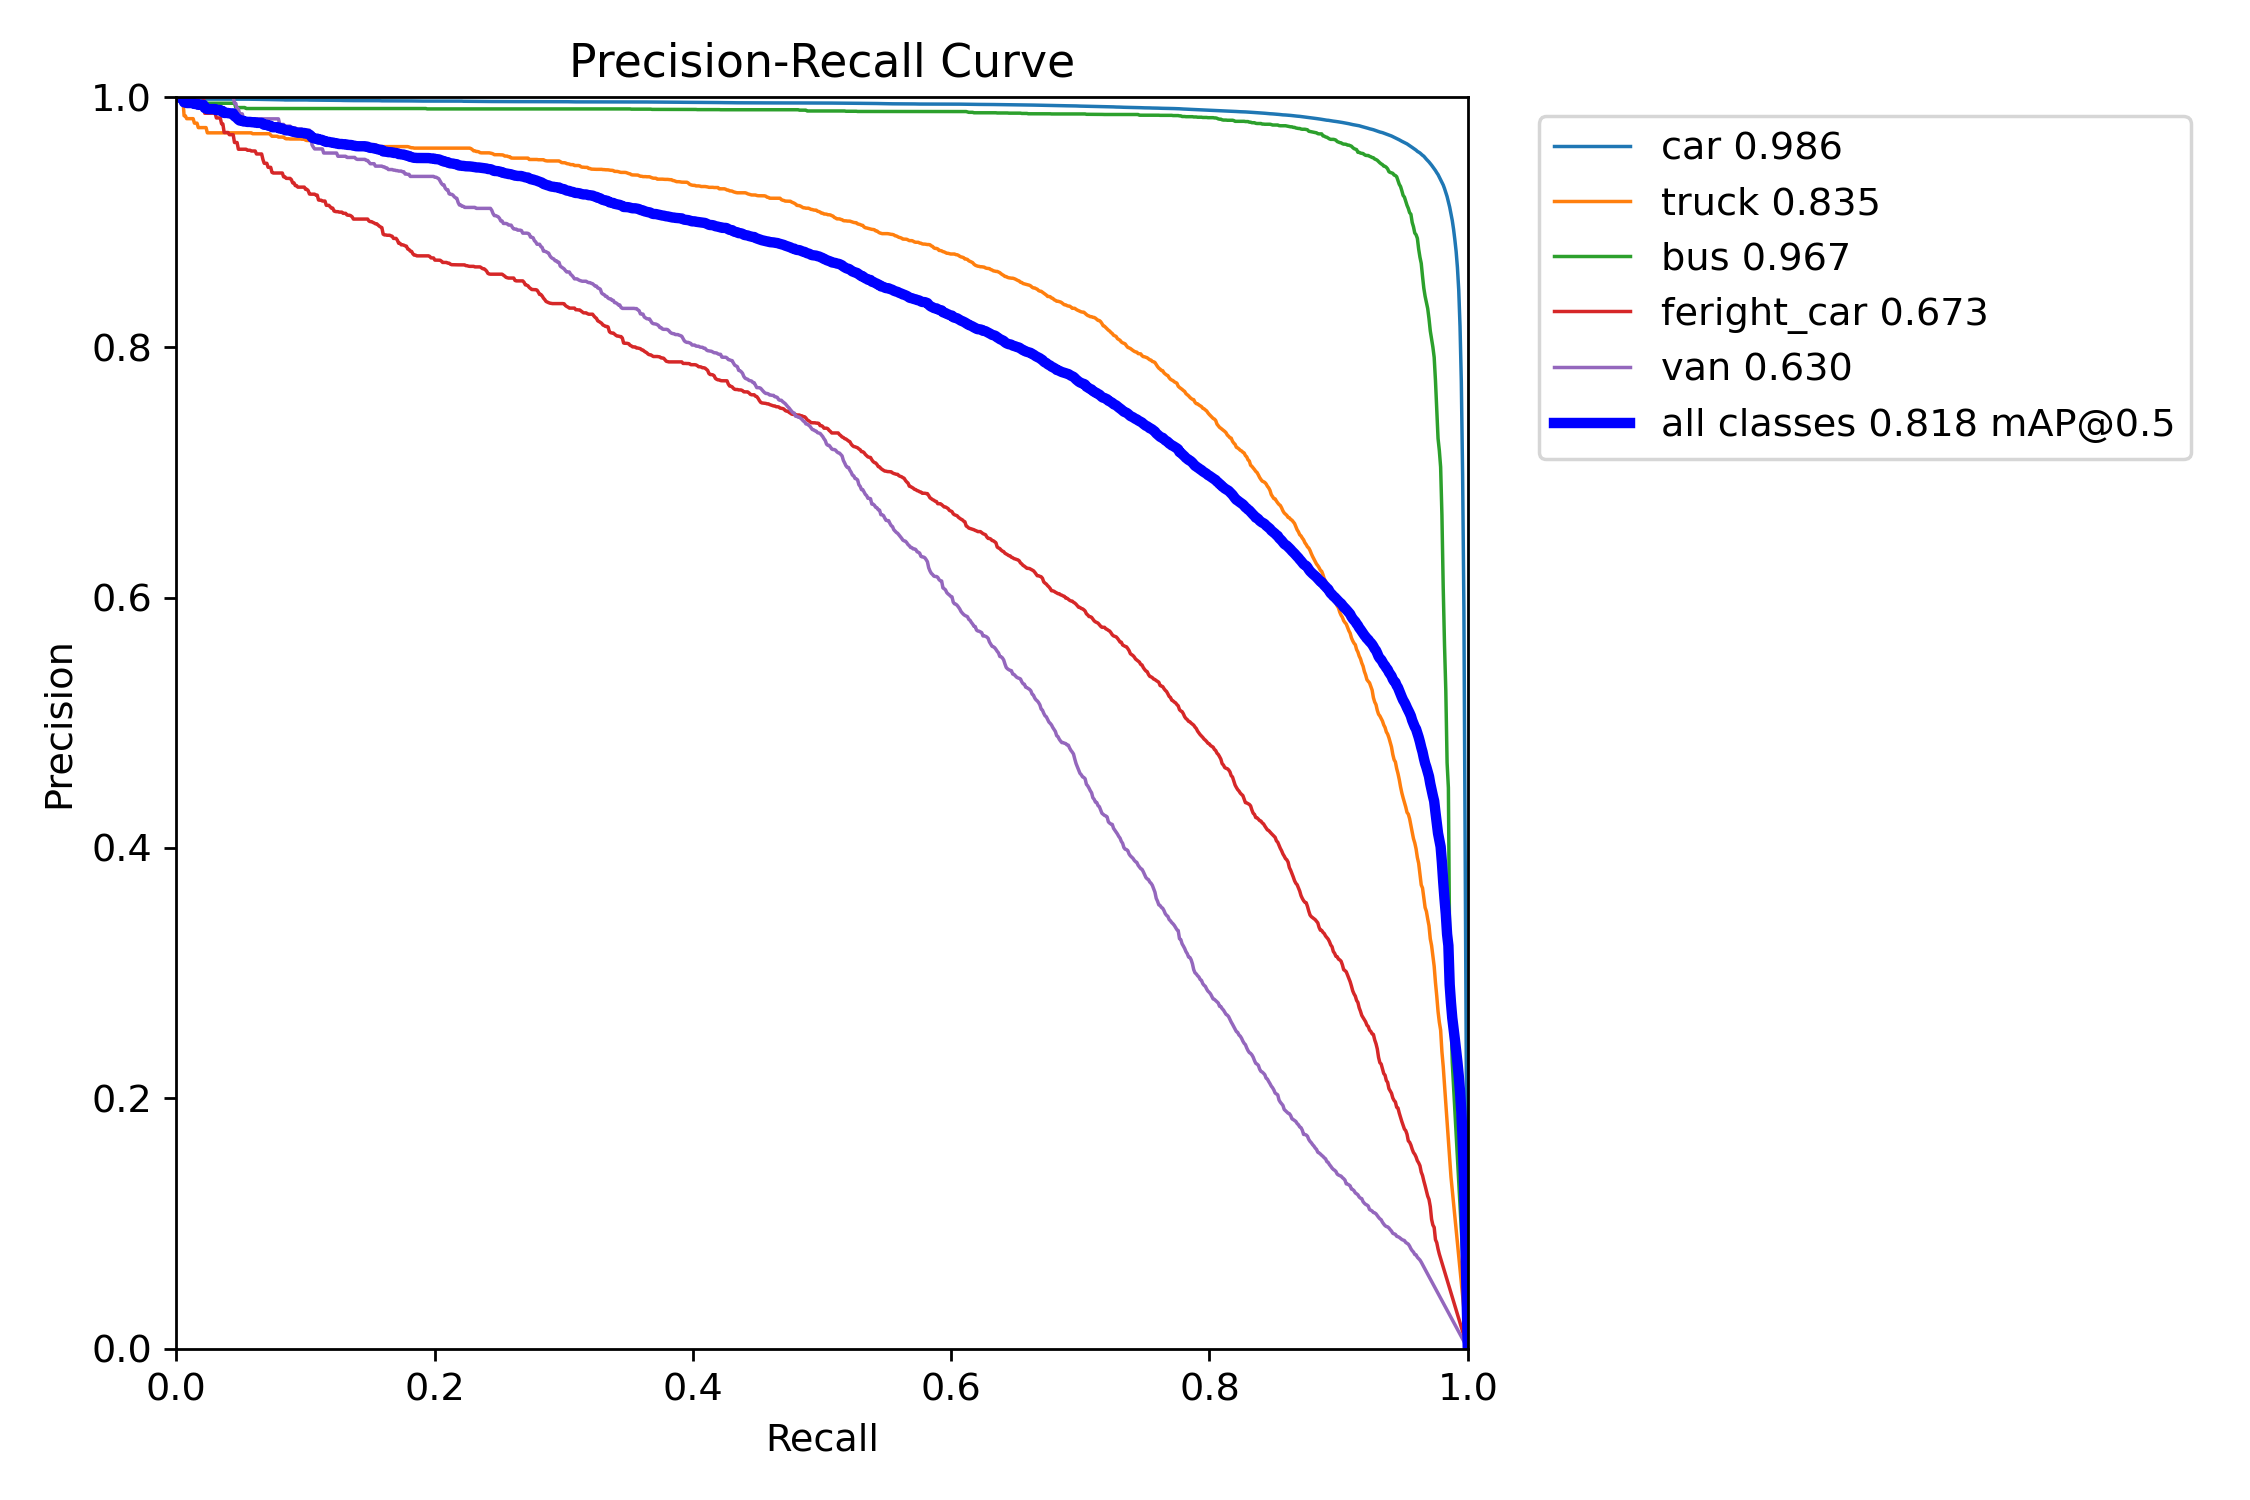 Precision-Recall Curve
1.0
0.8
0.6
0.4
0.2
0.0
Precision
0.0 0.2 0.4 0.6 0.8 1.0
Recall
car 0.986
truck 0.835
bus 0.967
feright_car 0.673
van 0.630
all classes 0.818 mAP@0.5